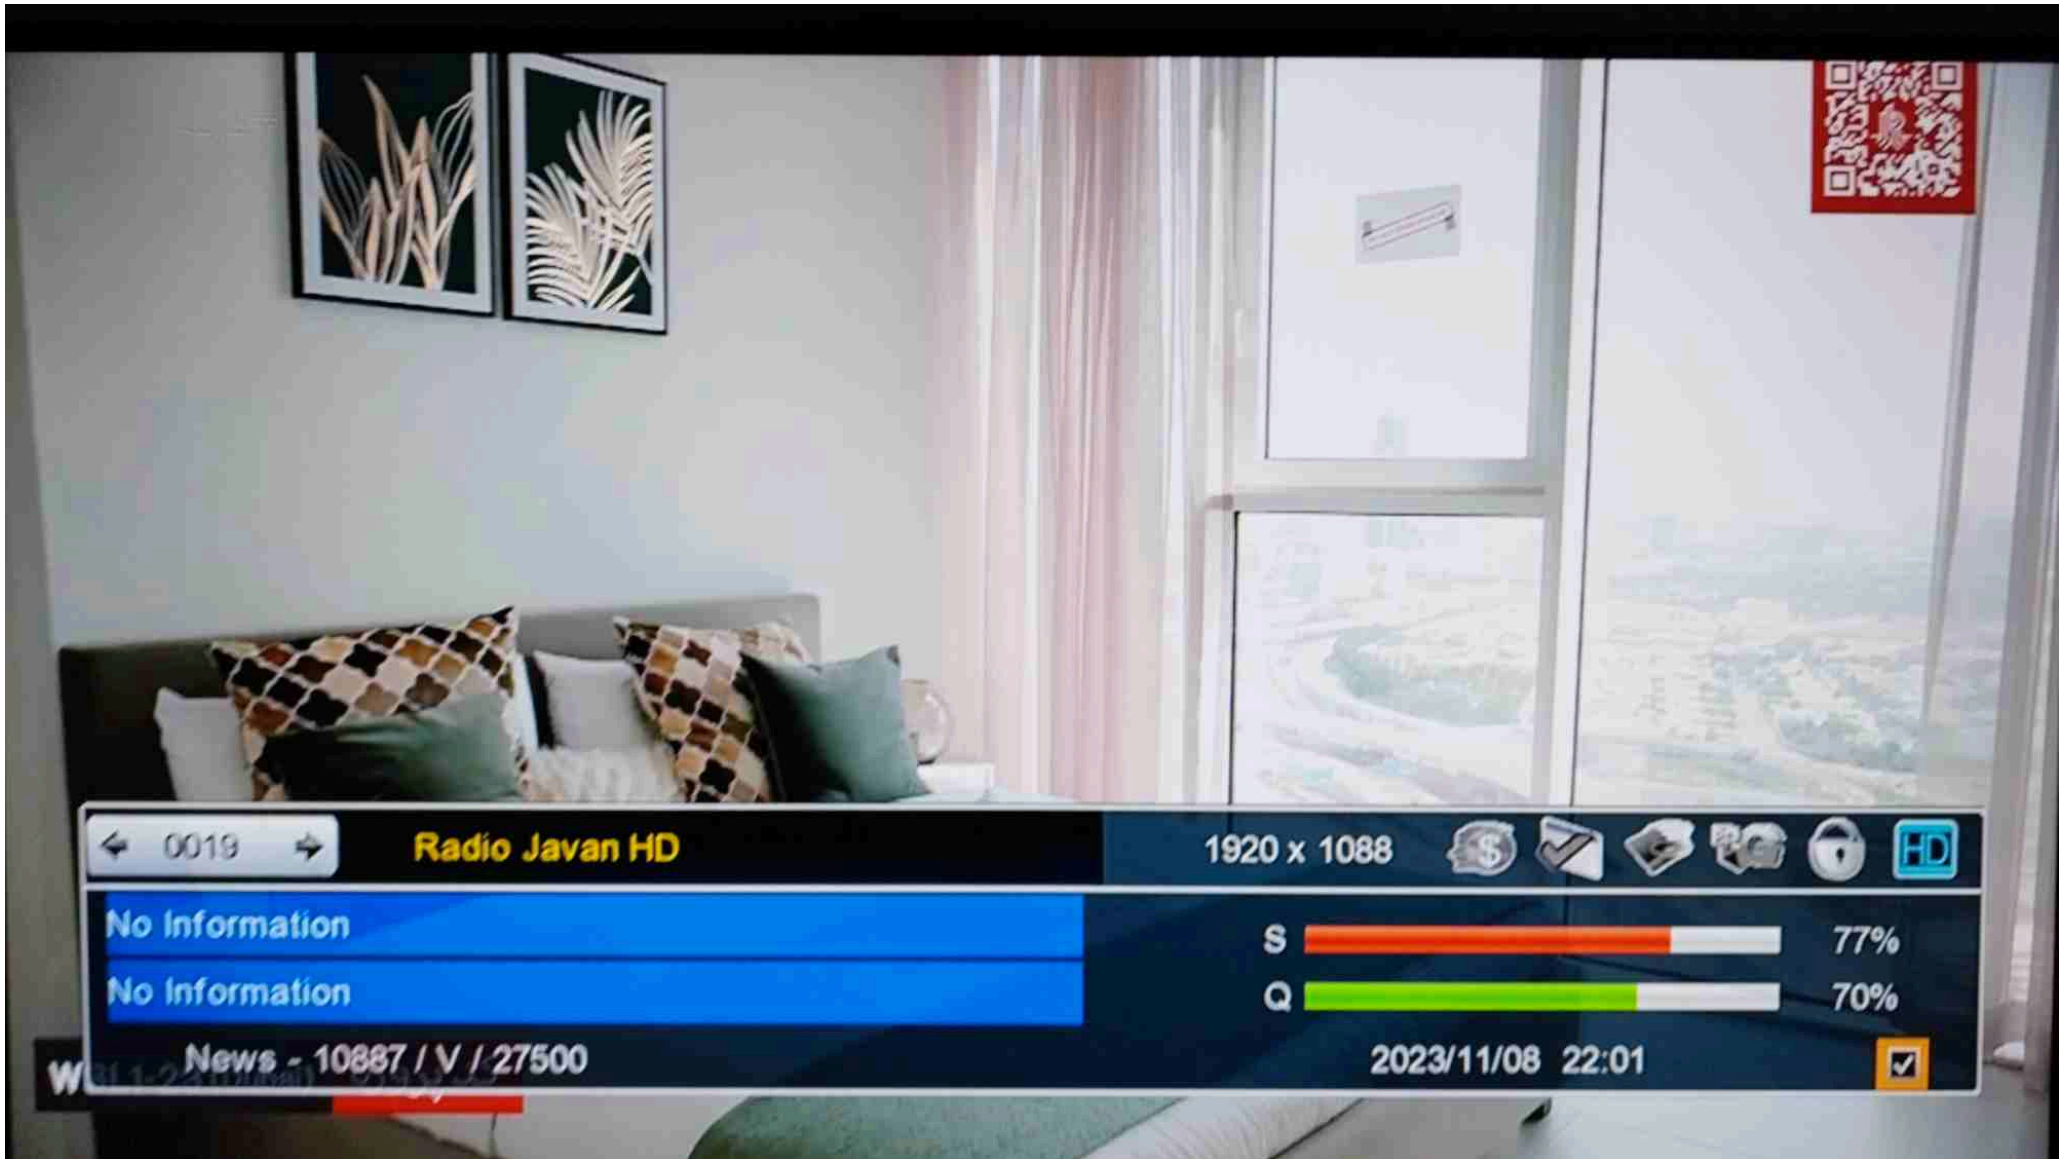 0019
Radio Javan HD
1920 x 1088
HD
No Information
No Information
S 77%
Q 70%
News - 10887 / V / 27500
2023/11/08 22:01